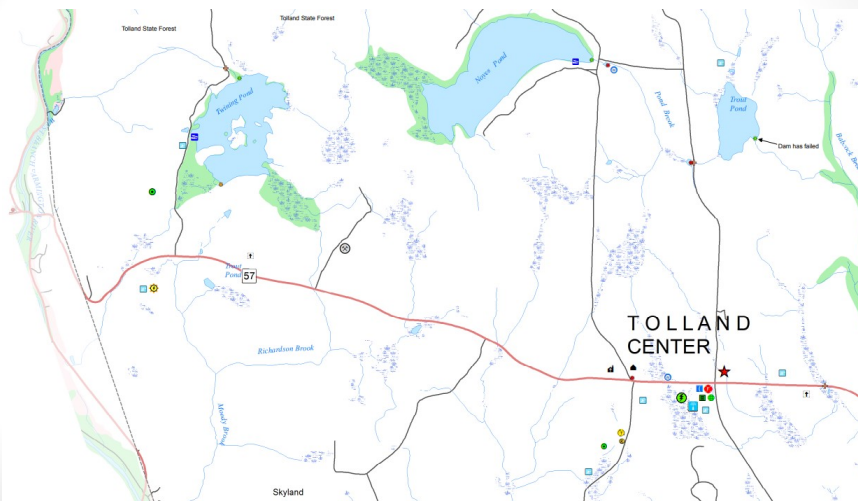 Tolland State Forest
Tolland State Forest
Twining Pond
Noyes Pond
Pond Brook
Trout
Pond
Dam has failed
Trout
Pond
57
TOLLAND
CENTER
Richardson Brook
Moody Brook
Skyland